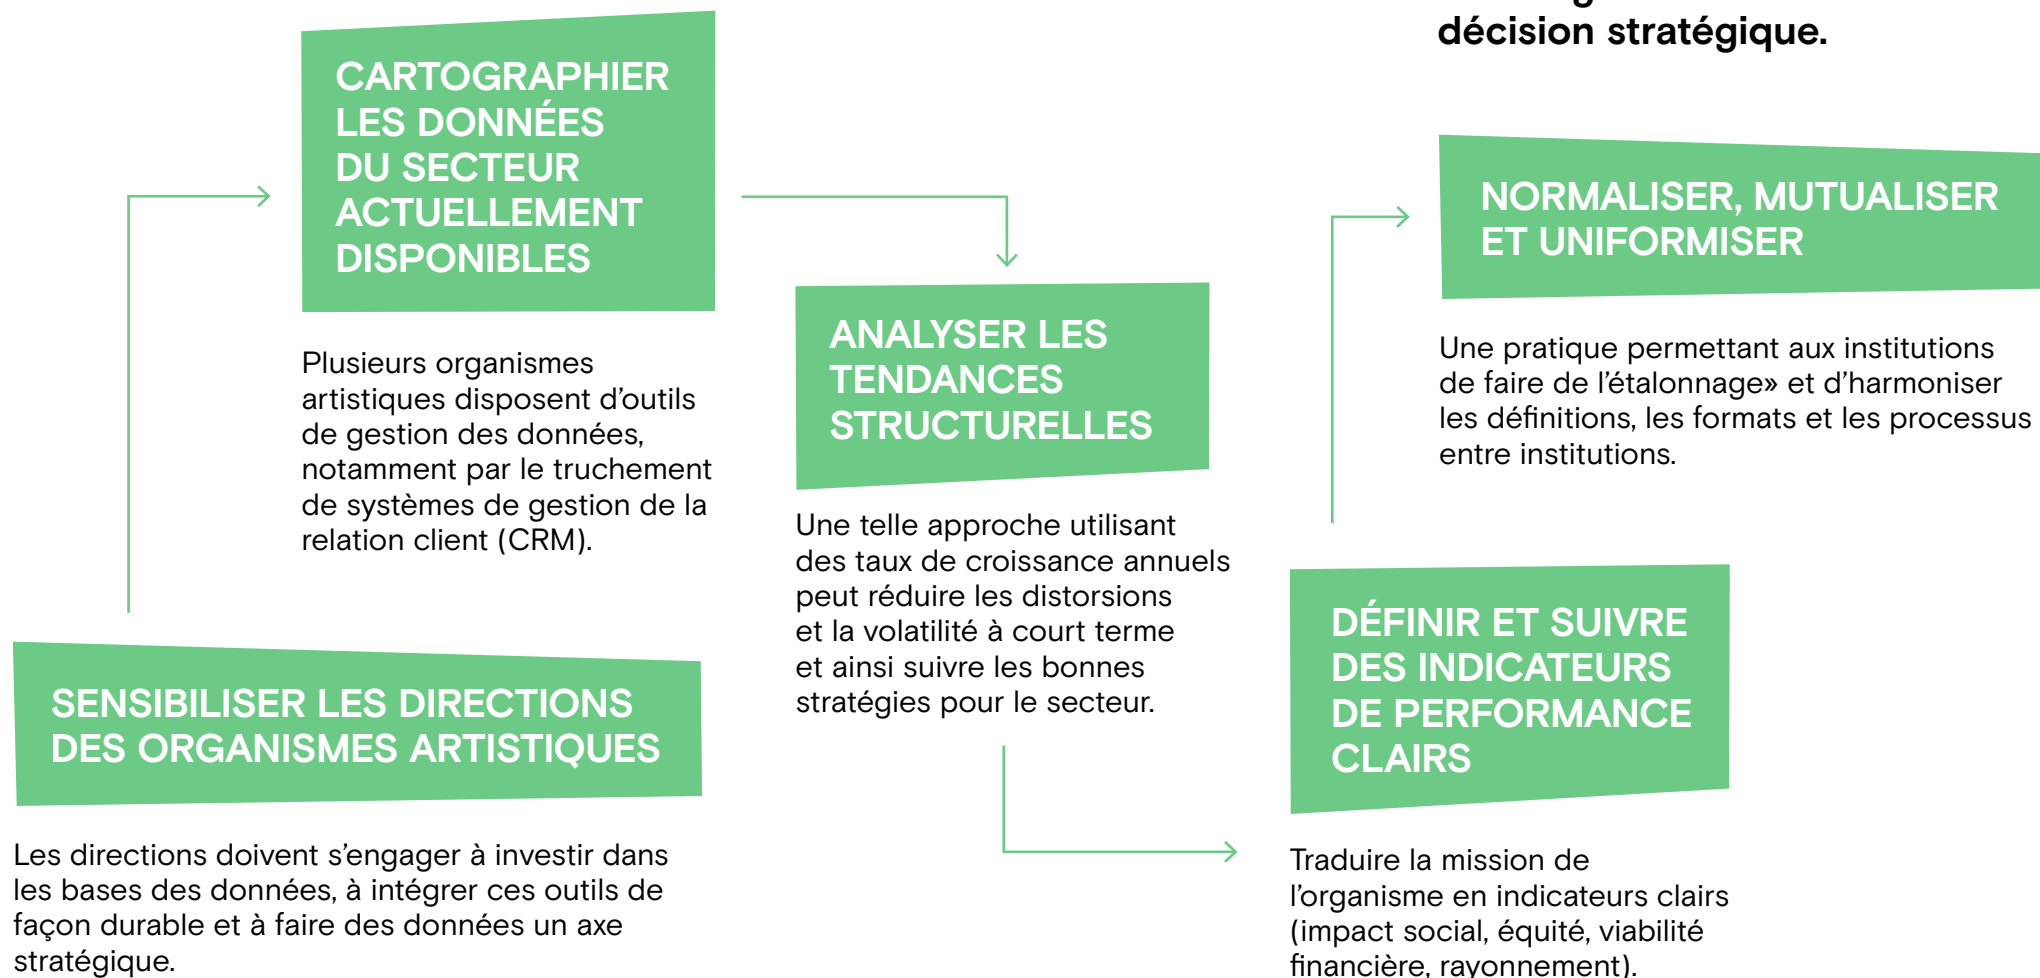 décision stratégique.
CARTOGRAPHIER
LES DONNÉES
DU SECTEUR
ACTUELLEMENT
DISPONIBLES
Plusieurs organismes
artistiques disposent d’outils
de gestion des données,
notamment par le truchement
de systèmes de gestion de la
relation client (CRM).
SENSIBILISER LES DIRECTIONS
DES ORGANISMES ARTISTIQUES
Les directions doivent s’engager à investir dans
les bases des données, à intégrer ces outils de
façon durable et à faire des données un axe
stratégique.
ANALYSER LES
TENDANCES
STRUCTURELLES
Une telle approche utilisant
des taux de croissance annuels
peut réduire les distorsions
et la volatilité à court terme
et ainsi suivre les bonnes
stratégies pour le secteur.
NORMALISER, MUTUALISER
ET UNIFORMISER
Une pratique permettant aux institutions
de faire de l’étalonnage» et d’harmoniser
les définitions, les formats et les processus
entre institutions.
DÉFINIR ET SUIVRE
DES INDICATEURS
DE PERFORMANCE
CLAIRS
Traduire la mission de
l’organisme en indicateurs clairs
(impact social, équité, viabilité
financière, rayonnement).